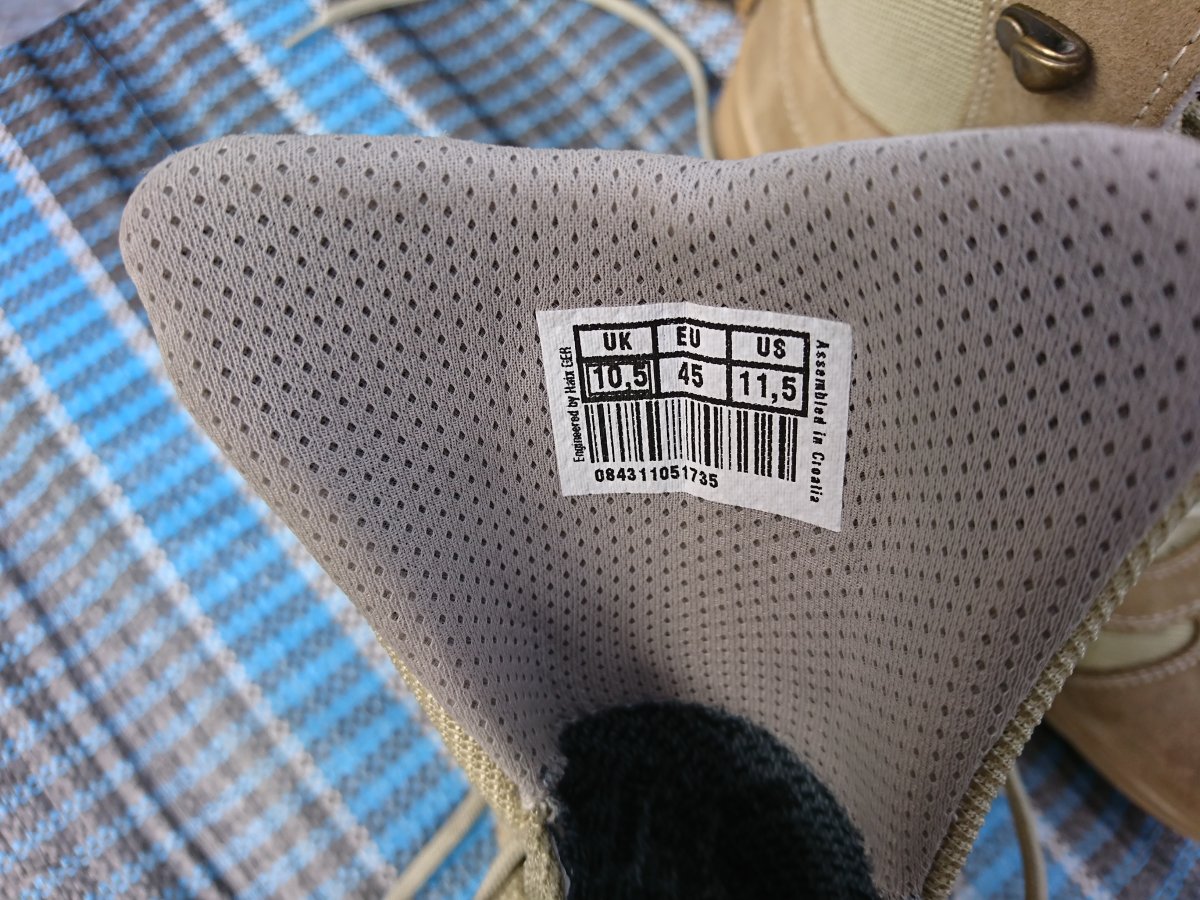 UK EU US
10,5 45 11,5
084311051735
Engineered by Haix GER
Assembled in Croatia